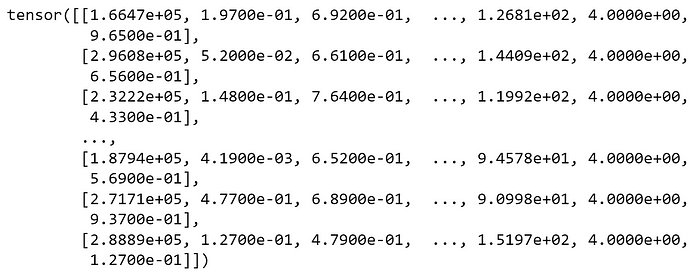 tensor([[1.6647e+05, 1.9700e-01, 6.9200e-01, ..., 1.2681e+02, 4.0000e+00,
9.6500e-01],
[2.9608e+05, 5.2000e-02, 6.6100e-01, ..., 1.4409e+02, 4.0000e+00,
6.5600e-01],
[2.3222e+05, 1.4800e-01, 7.6400e-01, ..., 1.1992e+02, 4.0000e+00,
4.3300e-01],
...,
[1.8794e+05, 4.1900e-03, 6.5200e-01, ..., 9.4578e+01, 4.0000e+00,
5.6900e-01],
[2.7171e+05, 4.7700e-01, 6.8900e-01, ..., 9.0998e+01, 4.0000e+00,
9.3700e-01],
[2.8889e+05, 1.2700e-01, 4.7900e-01, ..., 1.5197e+02, 4.0000e+00,
1.2700e-01]])